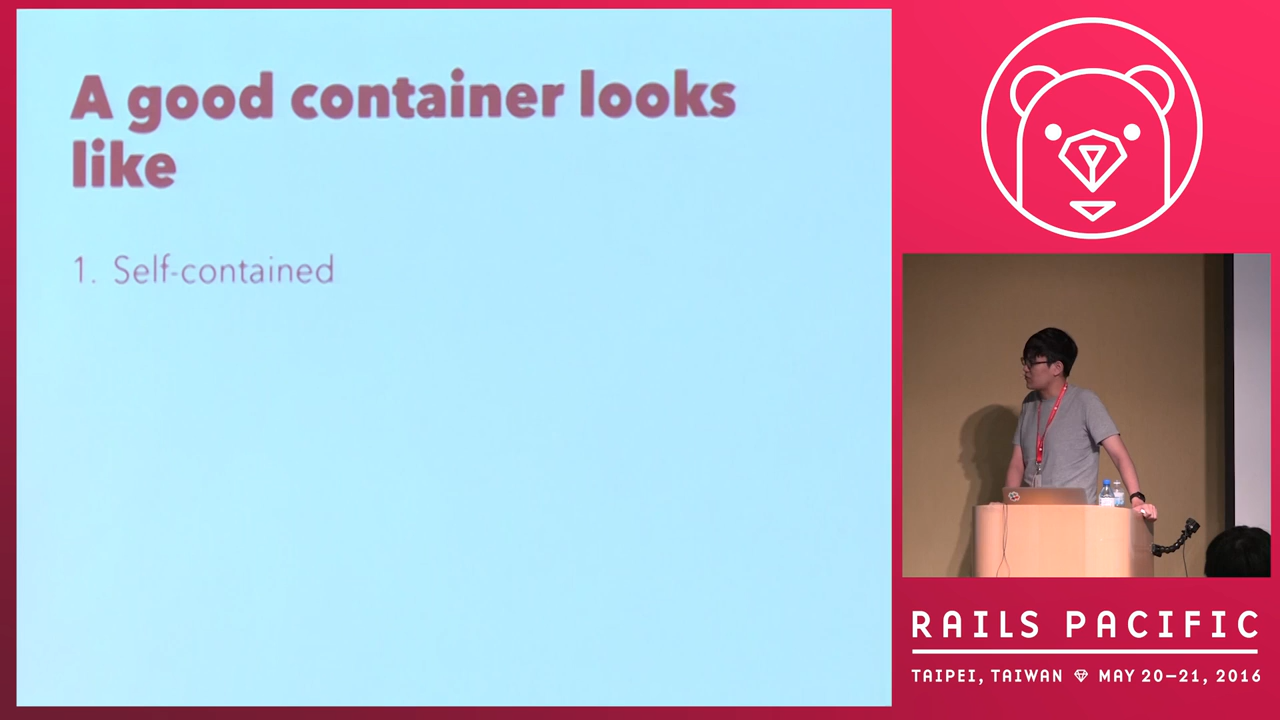 A good container looks
like
1. Self-contained
RAILS PACIFIC
TAIPEI, TAIWAN MAY 20–21, 2016